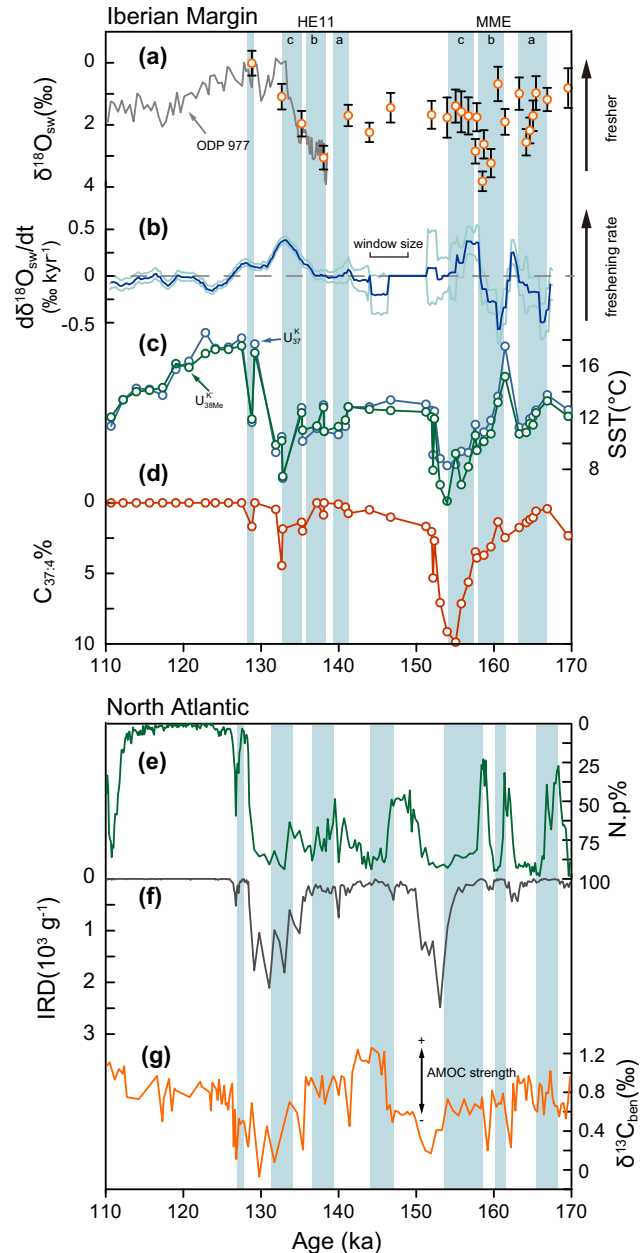 Iberian Margin
HE11
MME
c b a
c b a
(a)
0
2
4
δ¹⁸Osw(‰)
ODP 977
fresher
(b)
0.5
0
-0.5
dδ¹⁸Osw/dt
(‰ kyr⁻¹)
window size
freshening rate
(c)
U^K_37
U^K'_38Me
16
12
8
SST(°C)
(d)
0
5
10
C37:4%
110 120 130 140 150 160 170
North Atlantic
(e)
0
25
50
75
100
N.p%
(f)
0
1
2
3
IRD(10³ g⁻¹)
(g)
+
AMOC strength
-
1.2
0.8
0.4
0
δ¹³Cben(‰)
110 120 130 140 150 160 170
Age (ka)